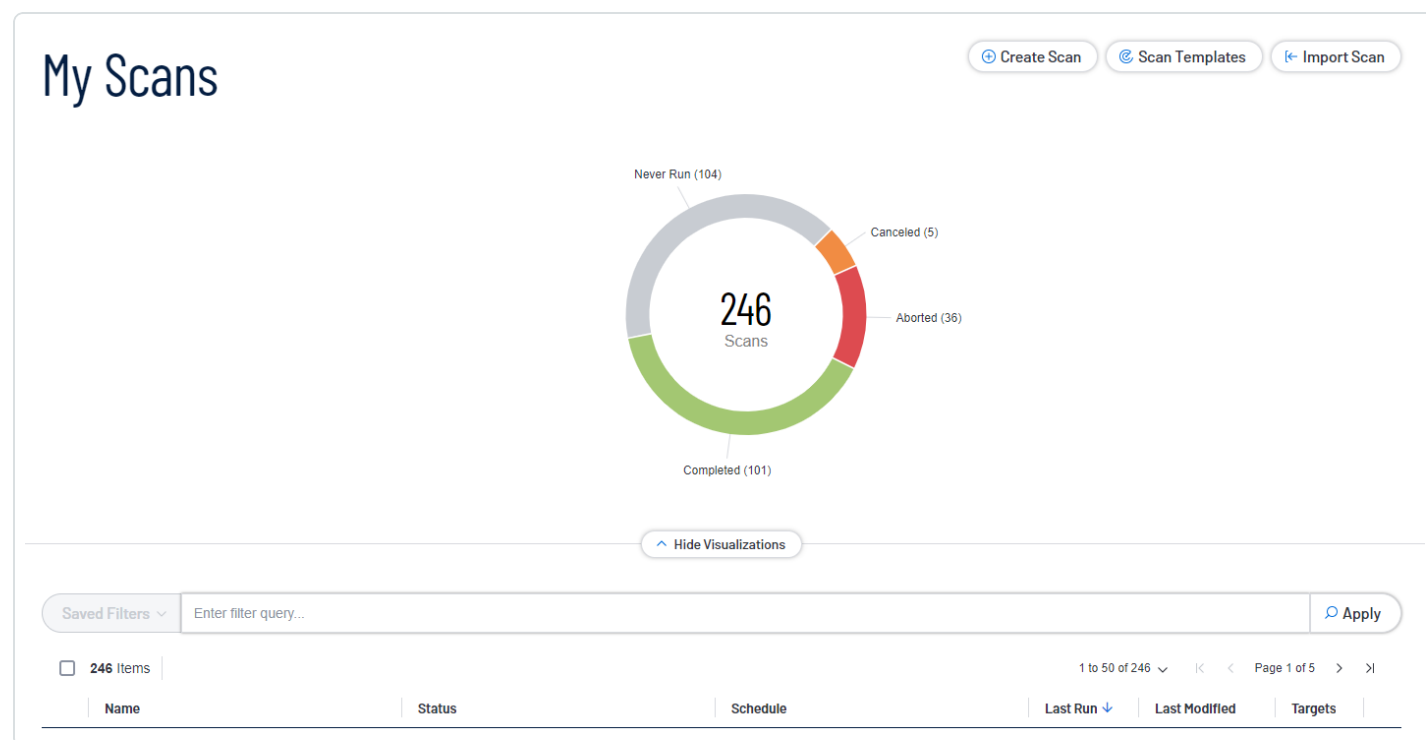 My Scans
Create Scan
Scan Templates
Import Scan
Never Run (104)
Canceled (5)
246
Scans
Aborted (36)
Completed (101)
Hide Visualizations
Saved Filters
Enter filter query...
Apply
246 Items
1 to 50 of 246
Page 1 of 5
Name Status Schedule Last Run Last Modified Targets